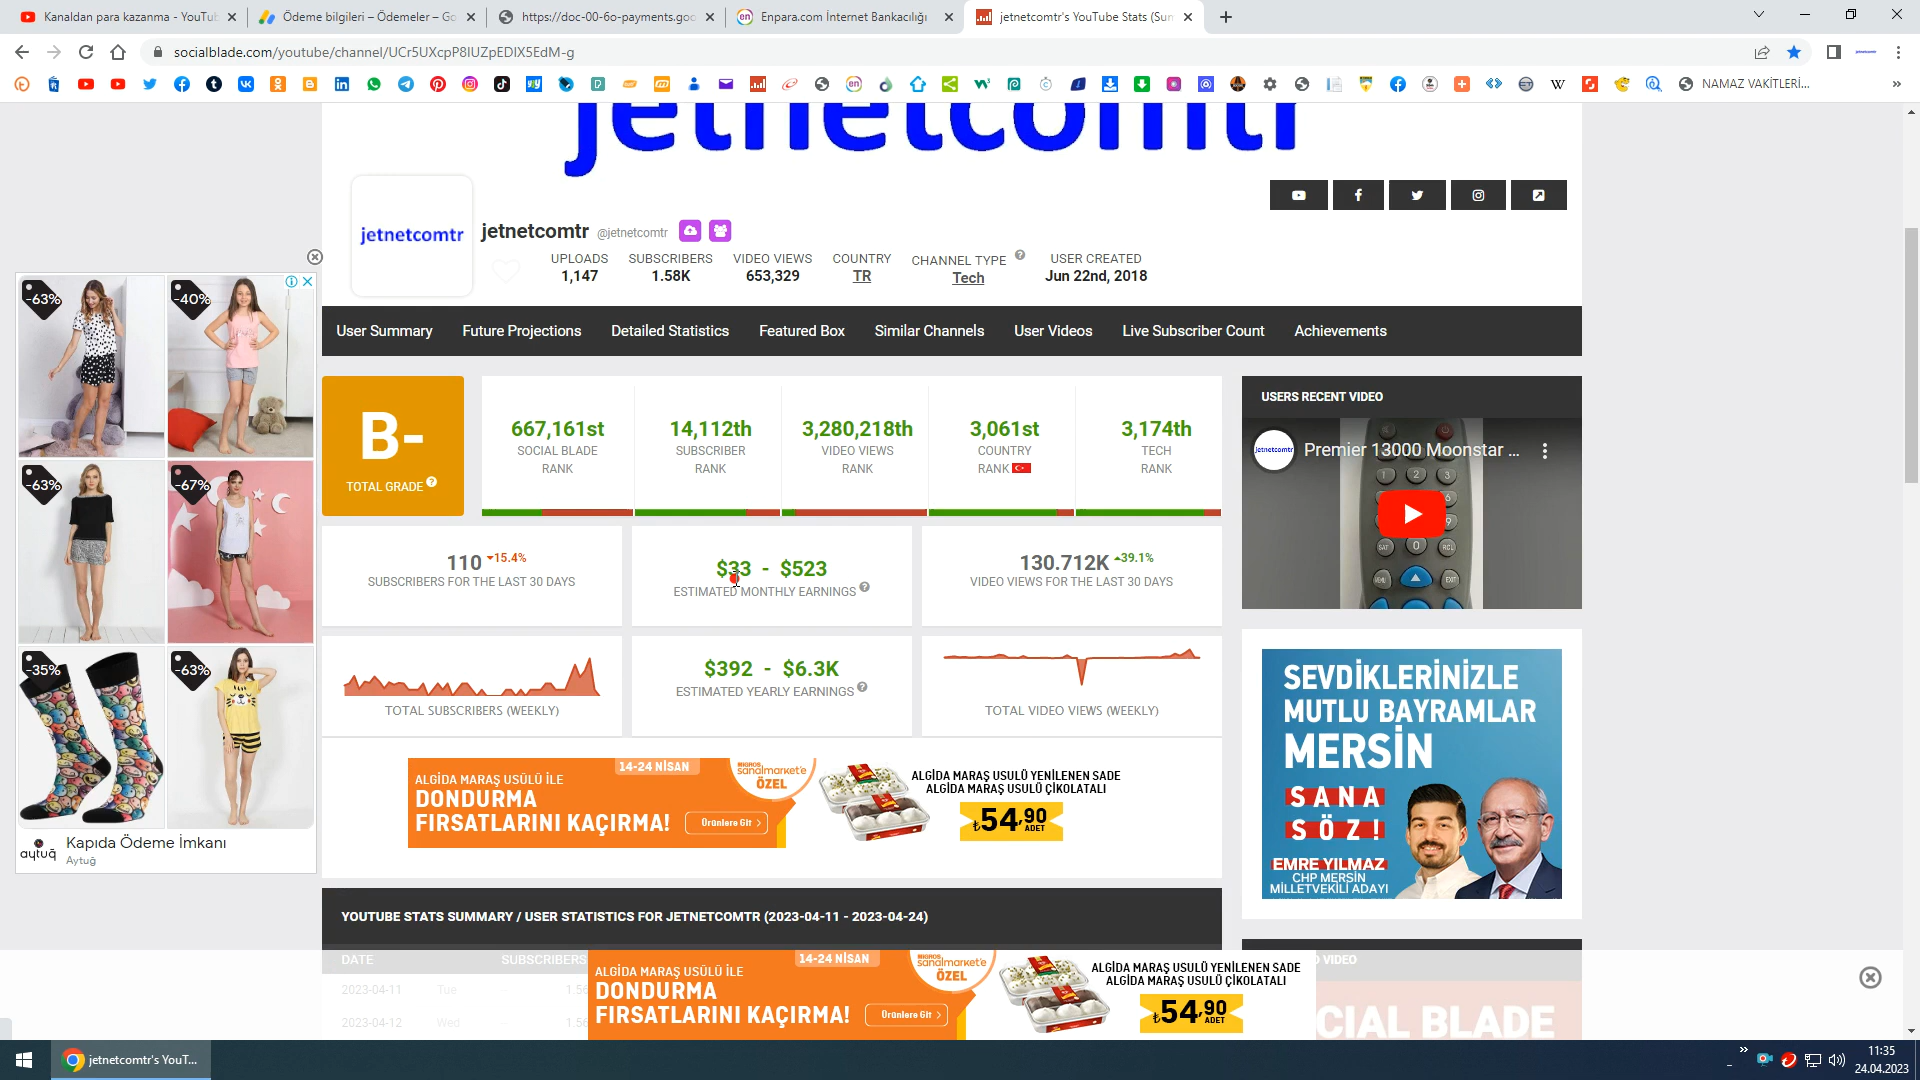 Kanaldan para kazanma - YouTub
Ödeme bilgileri – Ödemeler – Go
https://doc-00-6o-payments.goo
Enpara.com İnternet Bankacılığı
jetnetcomtr's YouTube Stats (Sum
socialblade.com/youtube/channel/UCr5UXcpP8IUZpEDIX5EdM-g
NAMAZ VAKİTLERİ...
jetnetcomtr
jetnetcomtr
jetnetcomtr @jetnetcomtr
UPLOADS SUBSCRIBERS VIDEO VIEWS COUNTRY CHANNEL TYPE USER CREATED
1,147 1.58K 653,329 TR Tech Jun 22nd, 2018
User Summary Future Projections Detailed Statistics Featured Box Similar Channels User Videos Live Subscriber Count Achievements
B-
TOTAL GRADE
667,161st
SOCIAL BLADE
RANK
14,112th
SUBSCRIBER
RANK
3,280,218th
VIDEO VIEWS
RANK
3,061st
COUNTRY
RANK
3,174th
TECH
RANK
110 15.4%
SUBSCRIBERS FOR THE LAST 30 DAYS
$33 - $523
ESTIMATED MONTHLY EARNINGS
130.712K 39.1%
VIDEO VIEWS FOR THE LAST 30 DAYS
TOTAL SUBSCRIBERS (WEEKLY)
$392 - $6.3K
ESTIMATED YEARLY EARNINGS
TOTAL VIDEO VIEWS (WEEKLY)
USERS RECENT VIDEO
jetnetcomtr
Premier 13000 Moonstar ...
-63%
-40%
-63%
-67%
-35%
-63%
aytuğ
Kapıda Ödeme İmkanı
Aytuğ
14-24 NİSAN
ALGİDA MARAŞ USÜLÜ İLE
DONDURMA
FIRSATLARINI KAÇIRMA!
Ürünlere Git
MİGROS
sanalmarket'e
ÖZEL
ALGİDA MARAŞ USULÜ YENİLENEN SADE
ALGİDA MARAŞ USULÜ ÇİKOLATALI
₺54,90
ADET
SEVDİKLERİNİZLE
MUTLU BAYRAMLAR
MERSİN
SANA
SÖZ!
EMRE YILMAZ
CHP MERSİN
MİLLETVEKİLİ ADAYI
YOUTUBE STATS SUMMARY / USER STATISTICS FOR JETNETCOMTR (2023-04-11 - 2023-04-24)
DATE SUBSCRIBERS
2023-04-11 Tue 1.56
2023-04-12 Wed 1.56
14-24 NİSAN
ALGİDA MARAŞ USÜLÜ İLE
DONDURMA
FIRSATLARINI KAÇIRMA!
Ürünlere Git
MİGROS
sanalmarket'e
ÖZEL
ALGİDA MARAŞ USULÜ YENİLENEN SADE
ALGİDA MARAŞ USULÜ ÇİKOLATALI
₺54,90
ADET
VIDEO
CIAL BLADE
jetnetcomtr's YouT...
11:35
24.04.2023